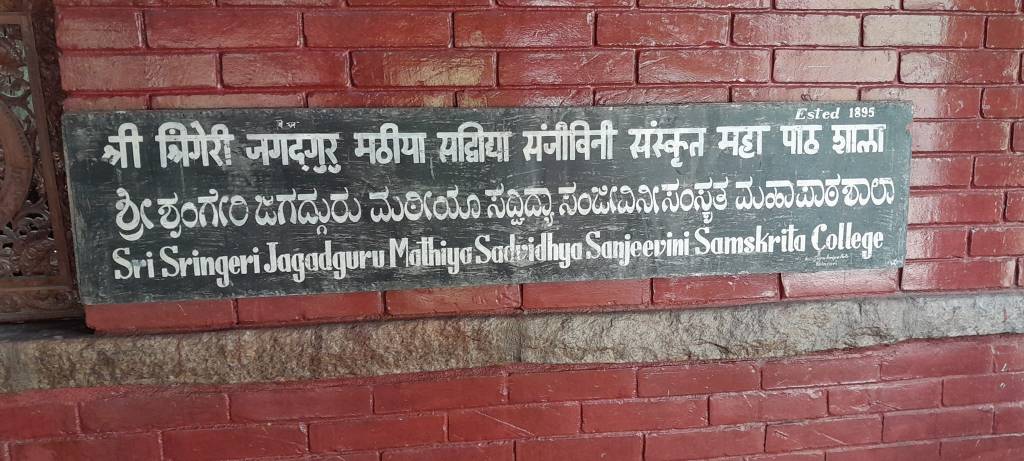 Ested 1895
श्री श्रिगेरी जगद्गुरु मठीया सद्विद्या संजीविनी संस्कृत महा पाठ शाला
ಶ್ರೀ ಶೃಂಗೇರಿ ಜಗದ್ಗುರು ಮಠೀಯಾ ಸದ್ವಿದ್ಯಾ ಸಂಜೀವಿನೀ ಸಂಸ್ಕೃತ ಮಹಾಪಾಠಶಾಲಾ
Sri Sringeri Jagadguru Mathiya Sadvidhya Sanjeevini Samskrita College